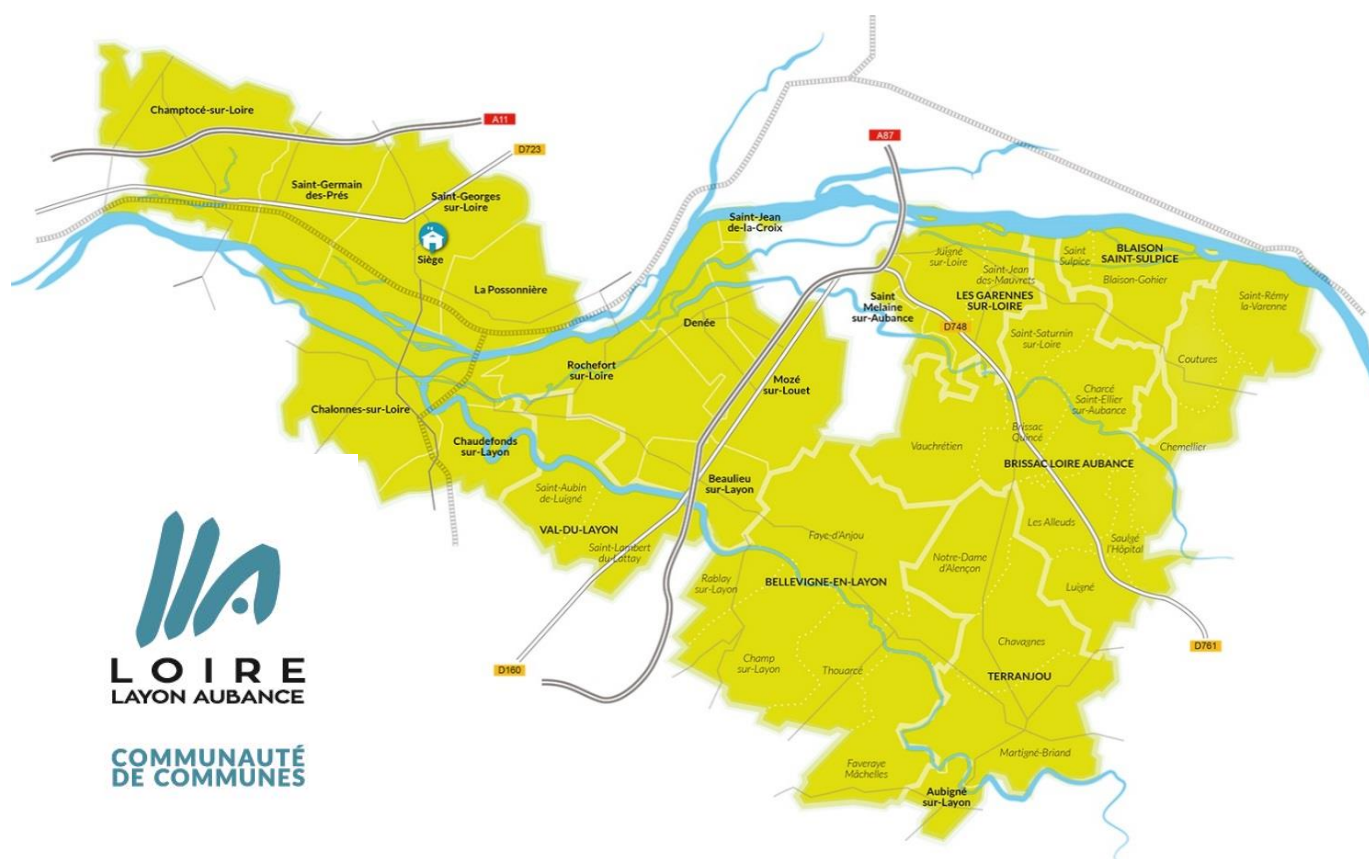 Champtocé-sur-Loire
A11
D723
A87
Saint-Germain
des-Prés
Saint-Georges
sur-Loire
Siège
La Possonnière
Saint-Jean
de-la-Croix
Juigné
sur-Loire
Saint-Jean
des-Mauvrets
LES GARENNES
SUR-LOIRE
Saint
Sulpice
BLAISON
SAINT-SULPICE
Blaison-Gohier
Saint-Rémy
la-Varenne
Saint
Melaine
sur-Aubance
D748
Denée
Saint-Saturnin
sur-Loire
Coutures
Rochefort
sur-Loire
Mozé
sur-Louet
Chalonnes-sur-Loire
Charcé
Saint-Ellier
sur-Aubance
Chaudefonds
sur-Layon
Vauchrétien
Brissac
Quincé
Chemellier
BRISSAC LOIRE AUBANCE
Saint-Aubin
de-Luigné
Beaulieu
sur-Layon
VAL-DU-LAYON
Saint-Lambert
du-Lattay
Faye-d'Anjou
Les Alleuds
Saulgé
l'Hôpital
Notre-Dame
d'Alençon
Rablay
sur-Layon
BELLEVIGNE-EN-LAYON
Luigné
Chavagnes
D761
D160
Champ
sur-Layon
Thouarcé
TERRANJOU
Martigné-Briand
Faveraye
Mâchelles
Aubigné
sur-Layon
LOIRE
LAYON AUBANCE
COMMUNAUTÉ
DE COMMUNES